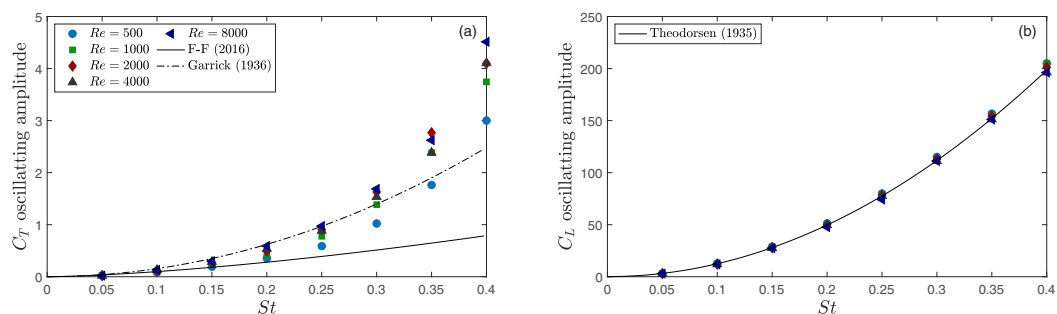 C_T oscillatting amplitude
5
4
3
2
1
0
(a)
Re = 500
Re = 1000
Re = 2000
Re = 4000
Re = 8000
F-F (2016)
Garrick (1936)
0 0.05 0.1 0.15 0.2 0.25 0.3 0.35 0.4
St
C_L oscillatting amplitude
250
200
150
100
50
0
(b)
Theodorsen (1935)
0 0.05 0.1 0.15 0.2 0.25 0.3 0.35 0.4
St